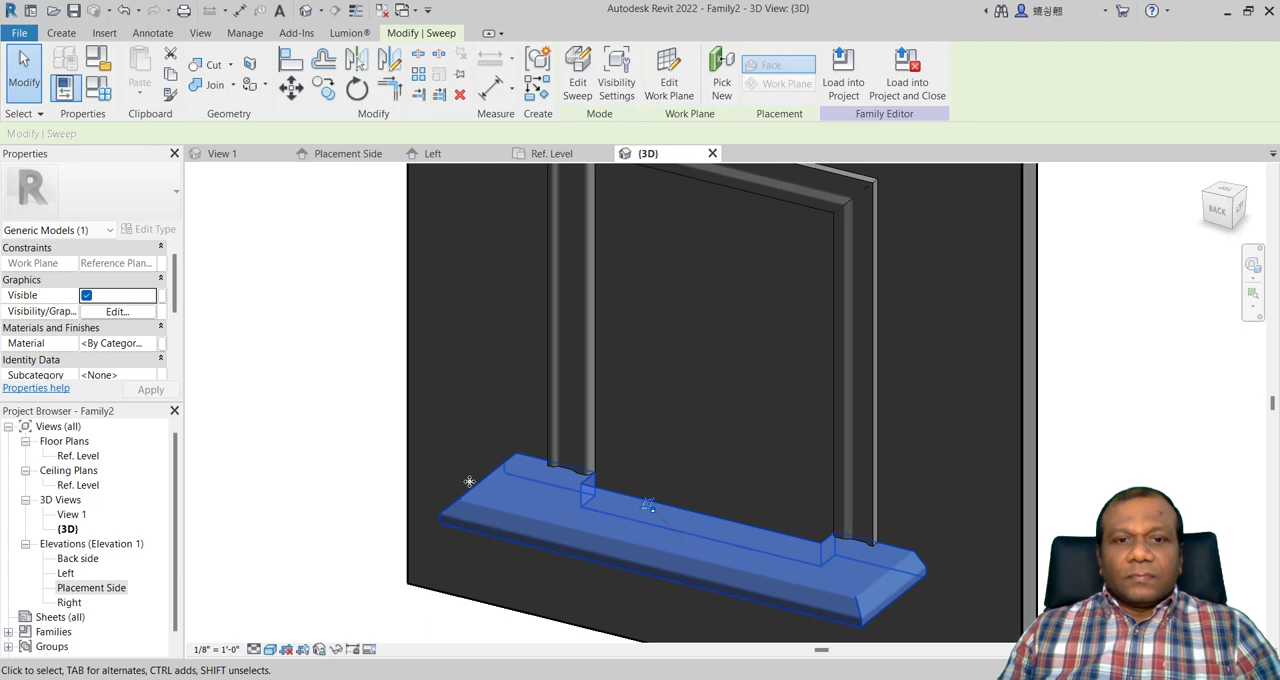 Autodesk Revit 2022 - Family2 - 3D View: {3D}
File Create Insert Annotate View Manage Add-Ins Lumion® Modify | Sweep
Modify Paste Cut Join Edit Sweep Visibility Settings Edit Work Plane Pick New Face Work Plane Load into Project Load into Project and Close
Select Properties Clipboard Geometry Modify Measure Create Mode Work Plane Placement Family Editor
Modify | Sweep
Properties
View 1 Placement Side Left Ref. Level (3D)
Generic Models (1) Edit Type
Constraints
Work Plane Reference Plan...
Graphics
Visible
Visibility/Grap... Edit...
Materials and Finishes
Material <By Categor...
Identity Data
Subcategory <None>
Properties help Apply
Project Browser - Family2
Views (all)
Floor Plans
Ref. Level
Ceiling Plans
Ref. Level
3D Views
View 1
(3D)
Elevations (Elevation 1)
Back side
Left
Placement Side
Right
Sheets (all)
Families
Groups
BACK
1/8" = 1'-0"
Click to select, TAB for alternates, CTRL adds, SHIFT unselects.